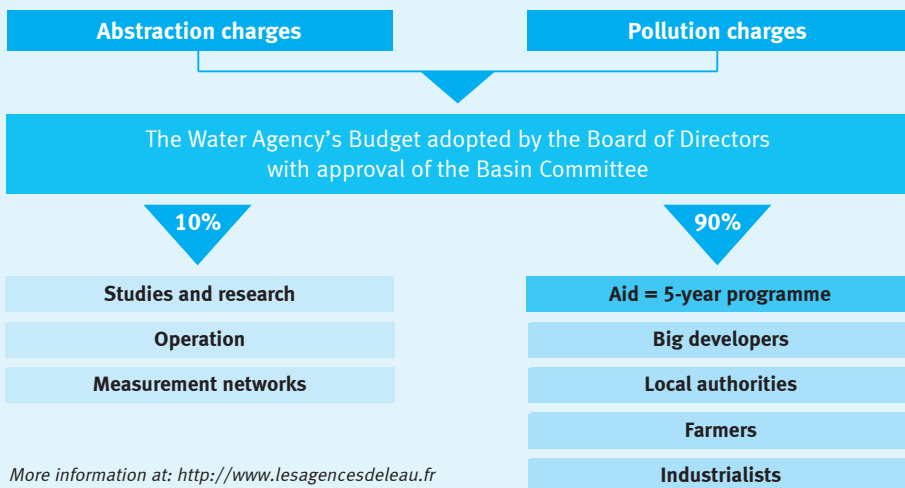 Abstraction charges
Pollution charges
The Water Agency’s Budget adopted by the Board of Directors
with approval of the Basin Committee
10%
90%
Studies and research
Operation
Measurement networks
Aid = 5-year programme
Big developers
Local authorities
Farmers
Industrialists
More information at: http://www.lesagencesdeleau.fr